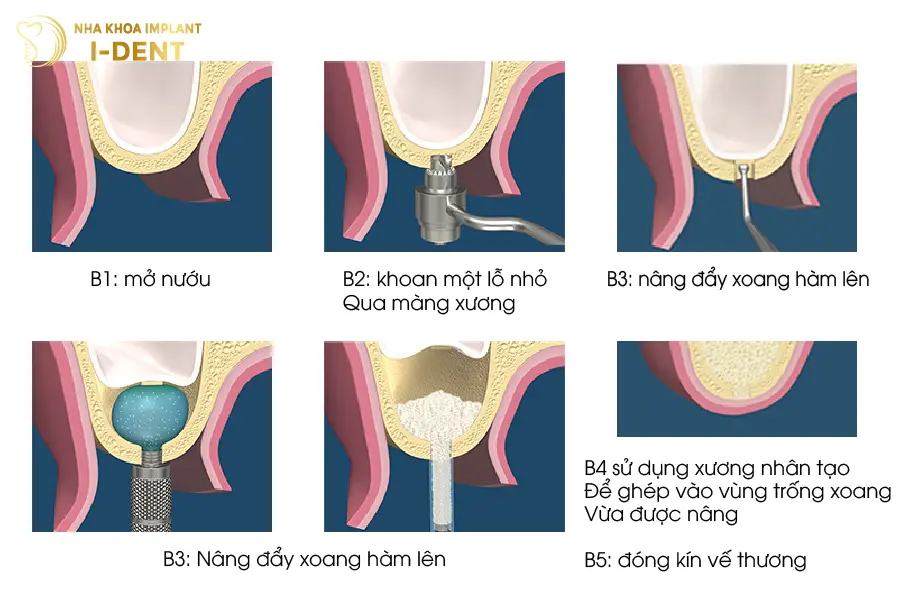 NHA KHOA IMPLANT
I-DENT
B1: mở nướu
B2: khoan một lỗ nhỏ
Qua màng xương
B3: nâng đẩy xoang hàm lên
B3: Nâng đẩy xoang hàm lên
B4 sử dụng xương nhân tạo
Để ghép vào vùng trống xoang
Vừa được nâng
B5: đóng kín vế thương